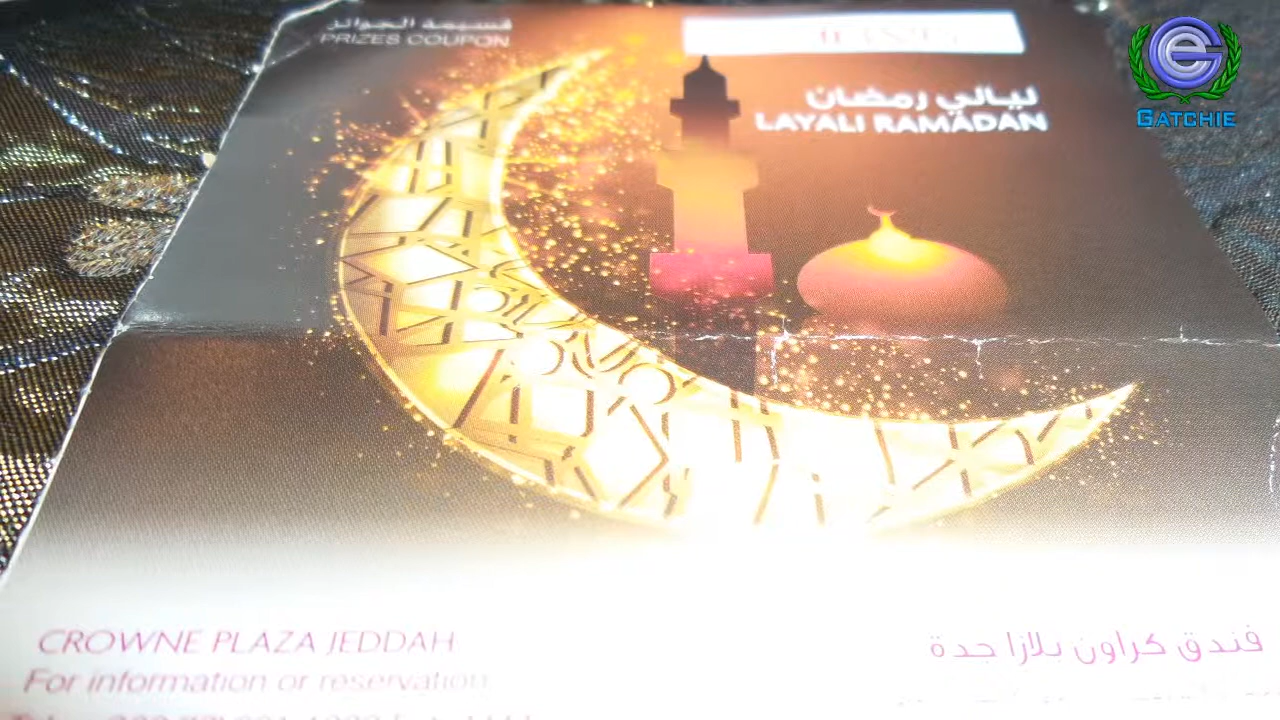 قسيمة الجوائز
PRIZES COUPON
GATCHIE
ليالي رمضان
LAYALI RAMADAN
CROWNE PLAZA JEDDAH
For information or reservation
فندق كراون بلازا جدة